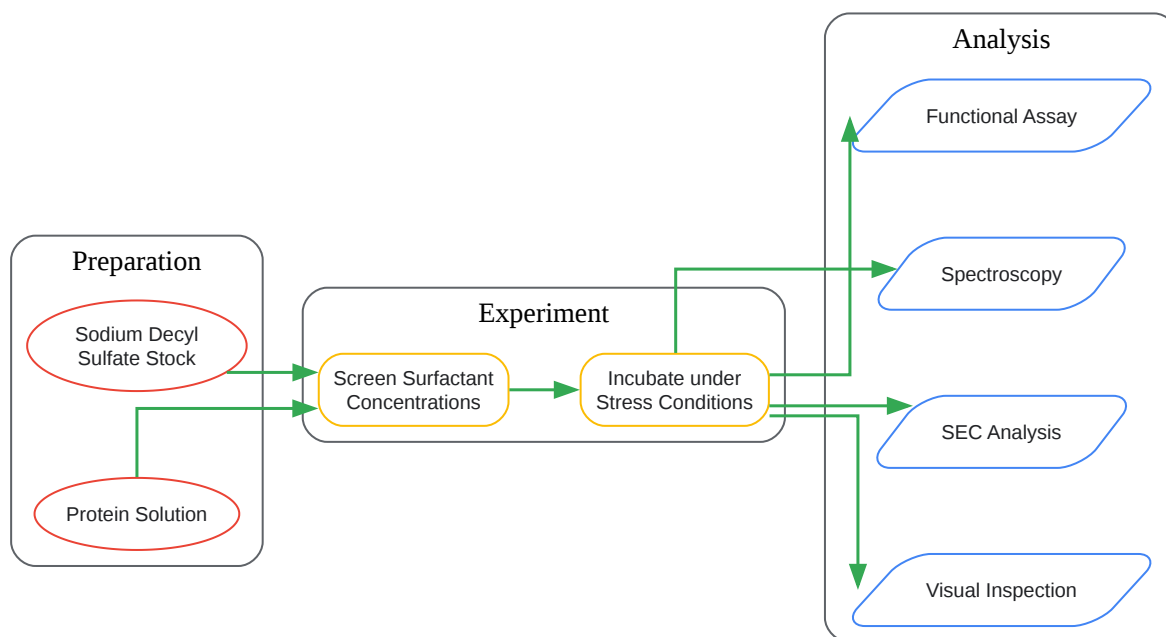 Preparation
Sodium Decyl
Sulfate Stock
Protein Solution
Experiment
Screen Surfactant
Concentrations
Incubate under
Stress Conditions
Analysis
Functional Assay
Spectroscopy
SEC Analysis
Visual Inspection